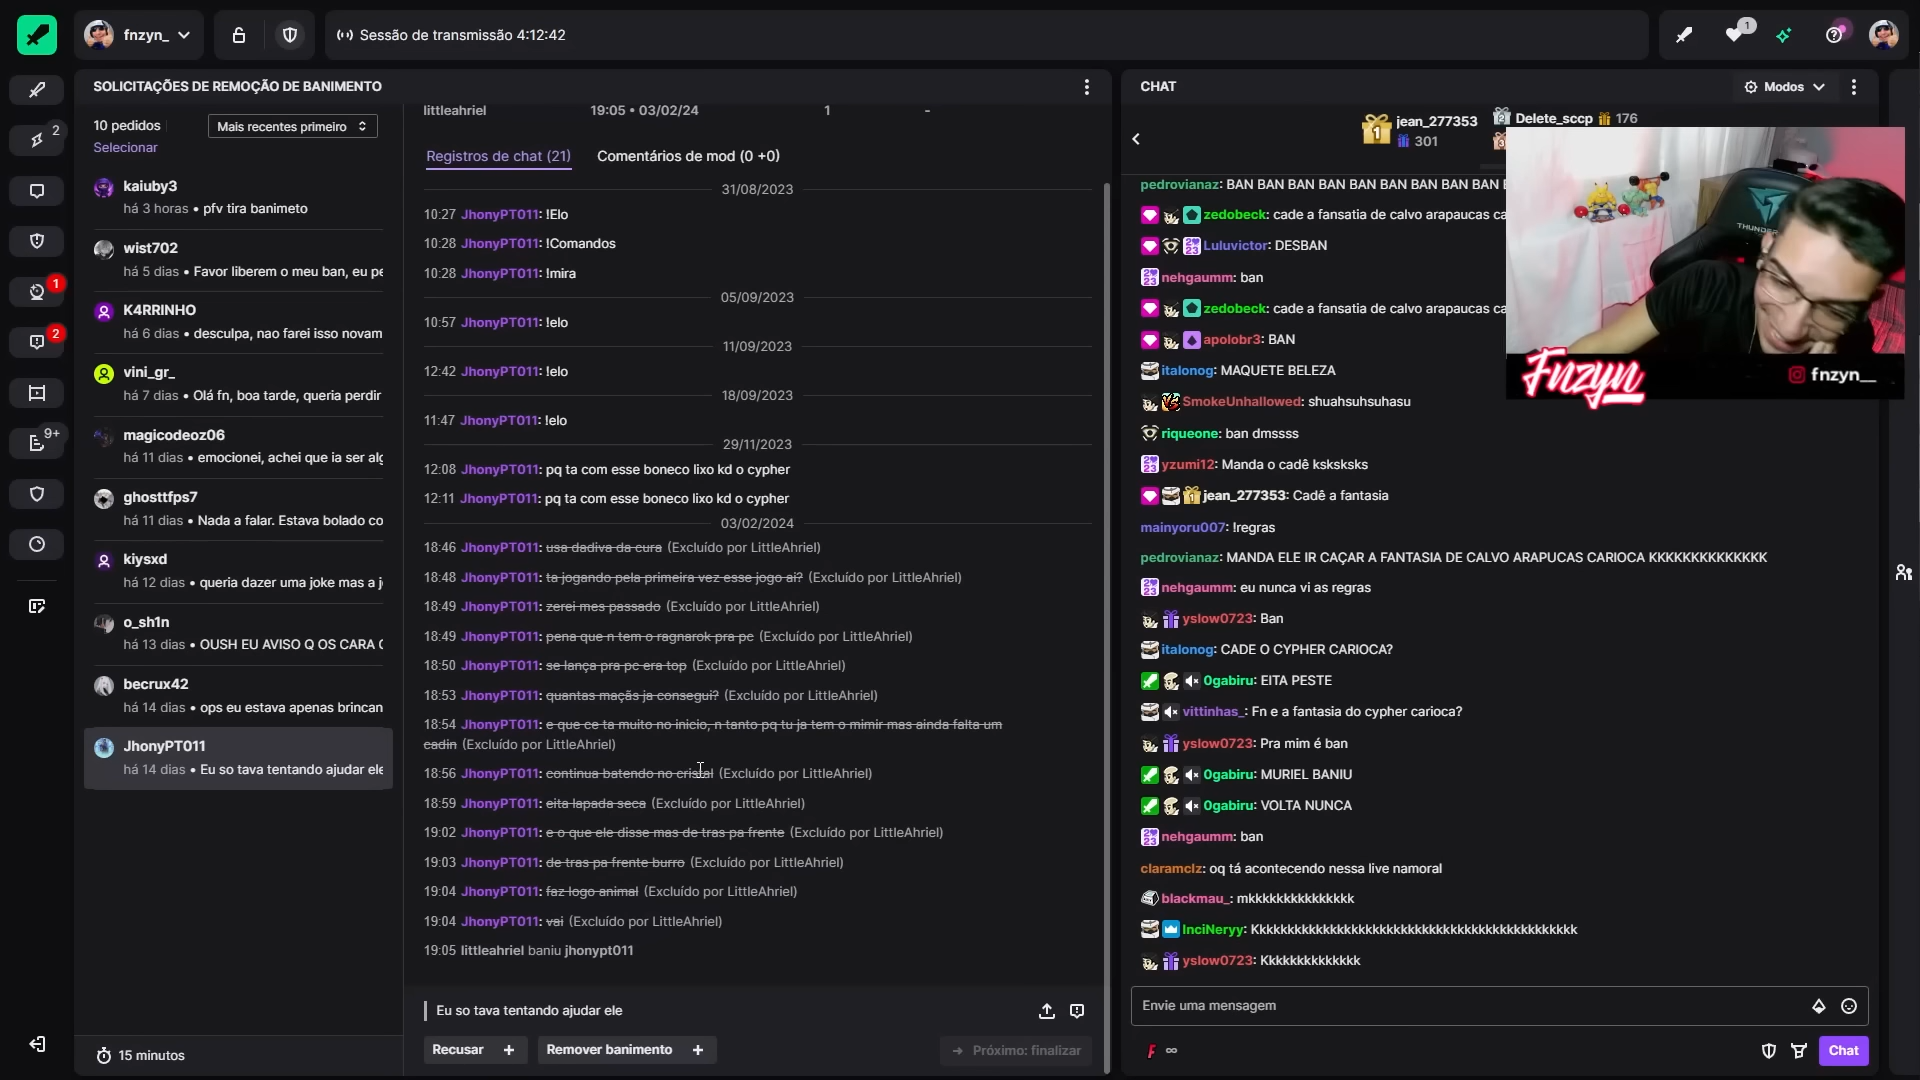 fnzyn_
Sessão de transmissão 4:12:42
1
SOLICITAÇÕES DE REMOÇÃO DE BANIMENTO
10 pedidos
Mais recentes primeiro
Selecionar
2
1
2
9+
kaiuby3
há 3 horas • pfv tira banimeto
wist702
há 5 dias • Favor liberem o meu ban, eu pe
K4RRINHO
há 6 dias • desculpa, nao farei isso novam
vini_gr_
há 7 dias • Olá fn, boa tarde, queria perdir
magicodeoz06
há 11 dias • emocionei, achei que ia ser alg
ghosttfps7
há 11 dias • Nada a falar. Estava bolado co
kiysxd
há 12 dias • queria dazer uma joke mas a j
o_sh1n
há 13 dias • OUSH EU AVISO Q OS CARA
becrux42
há 14 dias • ops eu estava apenas brincan
JhonyPT011
há 14 dias • Eu so tava tentando ajudar ele
15 minutos
littleahriel 19:05 • 03/02/24 1 -
Registros de chat (21) Comentários de mod (0 +0)
31/08/2023
10:27 JhonyPT011: !Elo
10:28 JhonyPT011: !Comandos
10:28 JhonyPT011: !mira
05/09/2023
10:57 JhonyPT011: !elo
11/09/2023
12:42 JhonyPT011: !elo
18/09/2023
11:47 JhonyPT011: !elo
29/11/2023
12:08 JhonyPT011: pq ta com esse boneco lixo kd o cypher
12:11 JhonyPT011: pq ta com esse boneco lixo kd o cypher
03/02/2024
18:46 JhonyPT011: usa dadiva da cura (Excluído por LittleAhriel)
18:48 JhonyPT011: ta jogando pela primeira vez esse jogo ai? (Excluído por LittleAhriel)
18:49 JhonyPT011: zerei mes passado (Excluído por LittleAhriel)
18:49 JhonyPT011: pena que n tem o ragnarok pra pc (Excluído por LittleAhriel)
18:50 JhonyPT011: se lança pra pc era top (Excluído por LittleAhriel)
18:53 JhonyPT011: quantas maçãs ja consegui? (Excluído por LittleAhriel)
18:54 JhonyPT011: e que ce ta muito no inicio, n tanto pq tu ja tem o mimir mas ainda falta um
cadin (Excluído por LittleAhriel)
18:56 JhonyPT011: continua batendo no cristal (Excluído por LittleAhriel)
18:59 JhonyPT011: eita lapada seca (Excluído por LittleAhriel)
19:02 JhonyPT011: e o que ele disse mas de tras pa frente (Excluído por LittleAhriel)
19:03 JhonyPT011: de tras pa frente burro (Excluído por LittleAhriel)
19:04 JhonyPT011: faz logo animal (Excluído por LittleAhriel)
19:04 JhonyPT011: vai (Excluído por LittleAhriel)
19:05 littleahriel baniu jhonypt011
Eu so tava tentando ajudar ele
Recusar +
Remover banimento +
Próximo: finalizar
CHAT
Modos
1 jean_277353
301
2 Delete_sccp 176
3
pedrovianaz: BAN BAN BAN BAN BAN BAN BAN BAN BAN
zedobeck: cade a fansatia de calvo arapaucas ca
Luluvictor: DESBAN
nehgaumm: ban
zedobeck: cade a fansatia de calvo arapaucas ca
apolobr3: BAN
italonog: MAQUETE BELEZA
SmokeUnhallowed: shuahsuhsuhasu
riqueone: ban dmssss
yzumi12: Manda o cadê ksksksks
jean_277353: Cadê a fantasia
mainyoru007: !regras
pedrovianaz: MANDA ELE IR CAÇAR A FANTASIA DE CALVO ARAPUCAS CARIOCA KKKKKKKKKKKKK
nehgaumm: eu nunca vi as regras
yslow0723: Ban
italonog: CADE O CYPHER CARIOCA?
0gabiru: EITA PESTE
vittinhas_: Fn e a fantasia do cypher carioca?
yslow0723: Pra mim é ban
0gabiru: MURIEL BANIU
0gabiru: VOLTA NUNCA
nehgaumm: ban
claramclz: oq tá acontecendo nessa live namoral
blackmau_: mkkkkkkkkkkkkkkk
InciNeryy: Kkkkkkkkkkkkkkkkkkkkkkkkkkkkkkkkkkkkkkkkkkkk
yslow0723: Kkkkkkkkkkkkk
Envie uma mensagem
F ∞
Chat
THUNDER
Fnzyn
fnzyn__